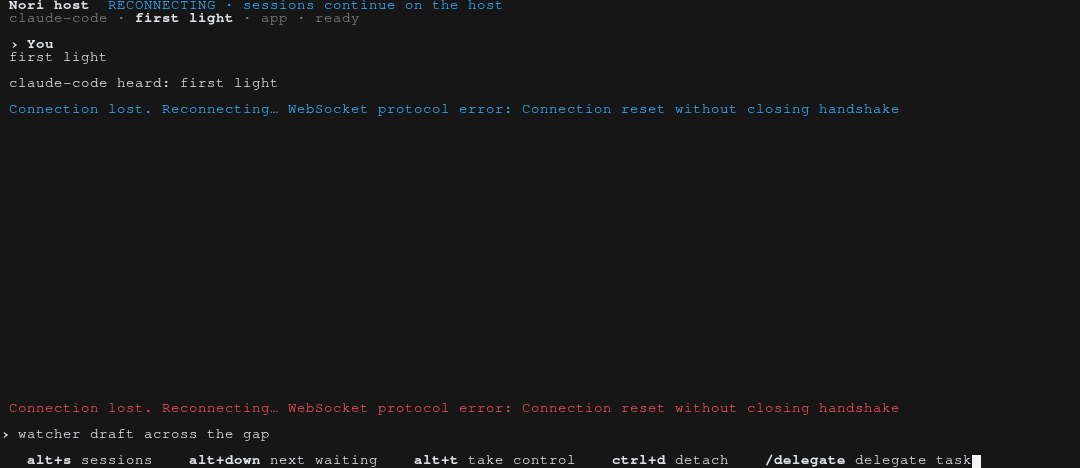 Nori host  RECONNECTING · sessions continue on the host
claude-code · first light · app · ready
› You
first light
claude-code heard: first light
Connection lost. Reconnecting… WebSocket protocol error: Connection reset without closing handshake
Connection lost. Reconnecting… WebSocket protocol error: Connection reset without closing handshake
› watcher draft across the gap
alt+s sessions    alt+down next waiting    alt+t take control    ctrl+d detach    /delegate delegate task